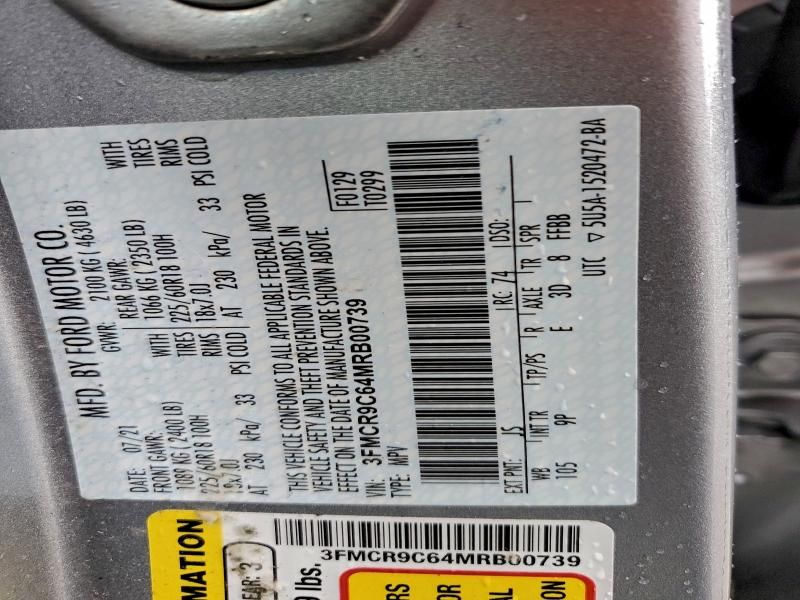 MFD. BY FORD MOTOR CO.
DATE: 07/21 GVWR: 2100 KG ( 4630 LB)
FRONT GAWR: REAR GAWR: WITH
1089 KG ( 2400 LB) WITH 1066 KG ( 2350 LB) TIRES
225/60R18 100H TIRES 225/60R18 100H RIMS
18x7.0J RIMS 18x7.0J
AT 230 kPa/ 33 PSI COLD AT 230 kPa/ 33 PSI COLD
THIS VEHICLE CONFORMS TO ALL APPLICABLE FEDERAL MOTOR
VEHICLE SAFETY AND THEFT PREVENTION STANDARDS IN
EFFECT ON THE DATE OF MANUFACTURE SHOWN ABOVE.
VIN: 3FMCR9C64MRB00739 F0129
TYPE: MPV T0299
EXT PNT: JS RC: 74 DSO:
WB INT TR TP/PS R AXLE TR SPR
105 9P E 3D 8 FFBB
UTC ▽ 5U5A-1520472-BA
3FMCR9C64MRB00739
MATION
EAR: 3
lbs.